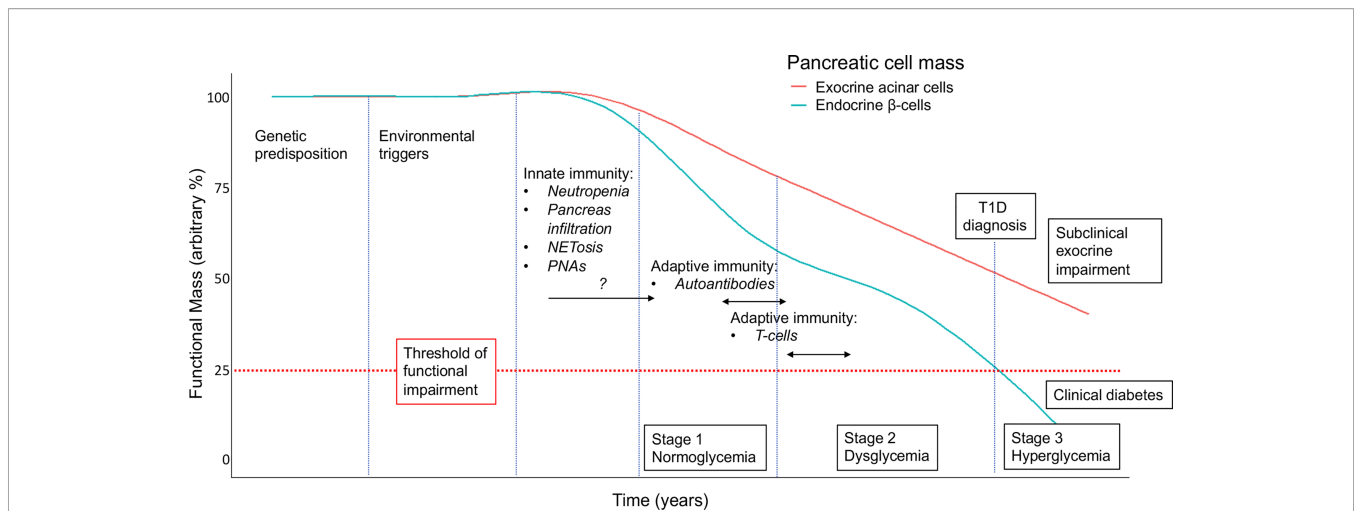 Pancreatic cell mass
Exocrine acinar cells
Endocrine β-cells
Functional Mass (arbitrary %)
100
75
50
25
0
Genetic
predisposition
Environmental
triggers
Innate immunity:
• Neutropenia
• Pancreas
infiltration
• NETosis
• PNAs
?
Adaptive immunity:
• Autoantibodies
Adaptive immunity:
• T-cells
T1D
diagnosis
Subclinical
exocrine
impairment
Threshold of
functional
impairment
Clinical diabetes
Stage 1
Normoglycemia
Stage 2
Dysglycemia
Stage 3
Hyperglycemia
Time (years)